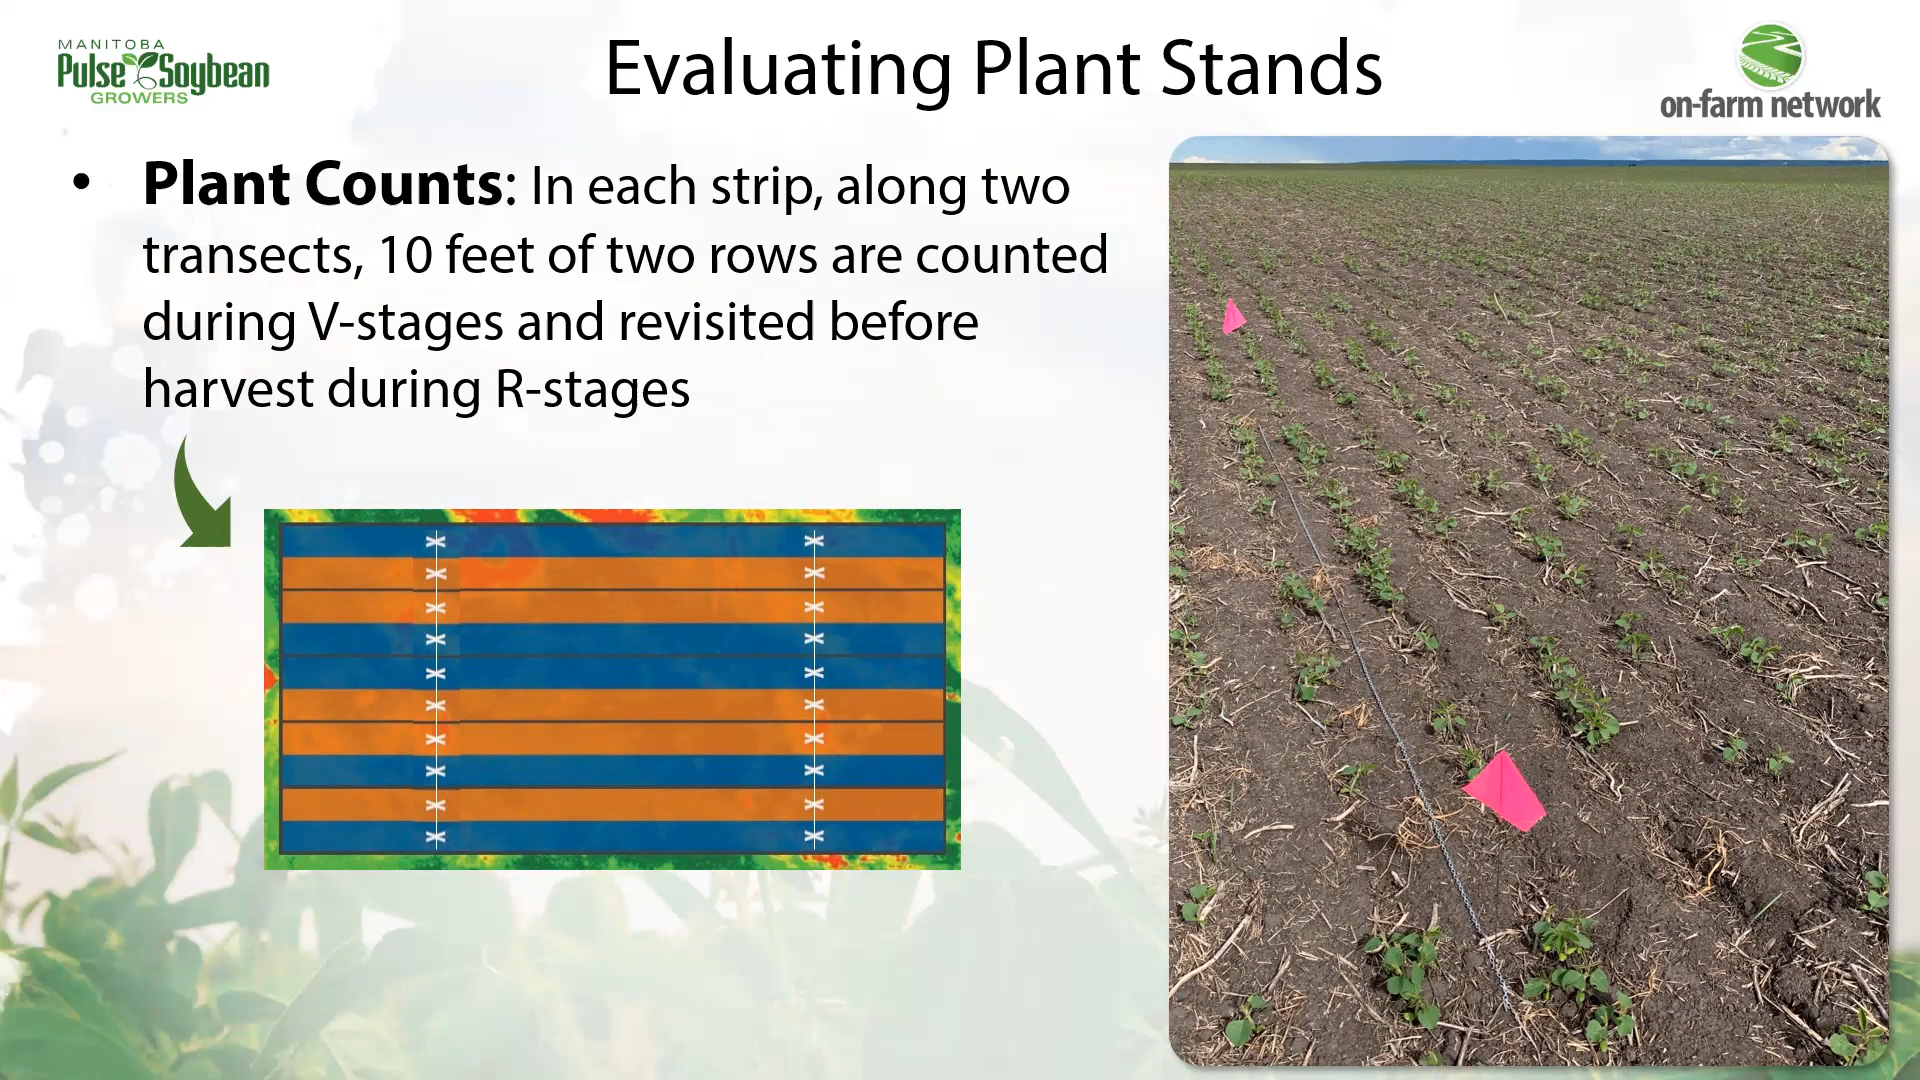 MANITOBA
Pulse Soybean
GROWERS
Evaluating Plant Stands
on-farm network
• Plant Counts: In each strip, along two
transects, 10 feet of two rows are counted
during V-stages and revisited before
harvest during R-stages